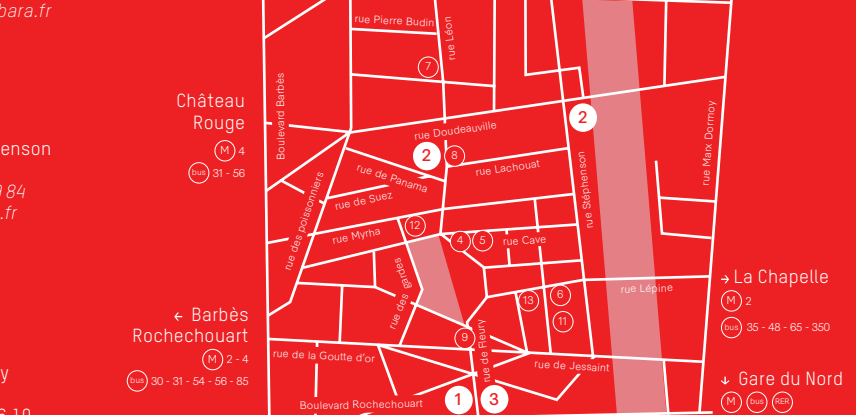 bara.fr
enson
84
.fr
y
6 10
Château
Rouge
M 4
bus 31 - 56
← Barbès
Rochechouart
M 2 - 4
bus 30 - 31 - 54 - 56 - 85
rue Pierre Budin
rue Léon
7
Boulevard Barbès
rue Doudeauville
2
2
8
rue Marx Dormoy
rue de Panama
rue Lachouat
rue de Suez
rue Stéphenson
rue des poissonniers
rue Myrha
12
4
5
rue Cave
rue des gardes
13
6
11
rue Lépine
9
rue de Fleury
rue de la Goutte d'or
rue de Jessaint
Boulevard Rochechouart
1
3
→ La Chapelle
M 2
bus 35 - 48 - 65 - 350
↓ Gare du Nord
M bus RER